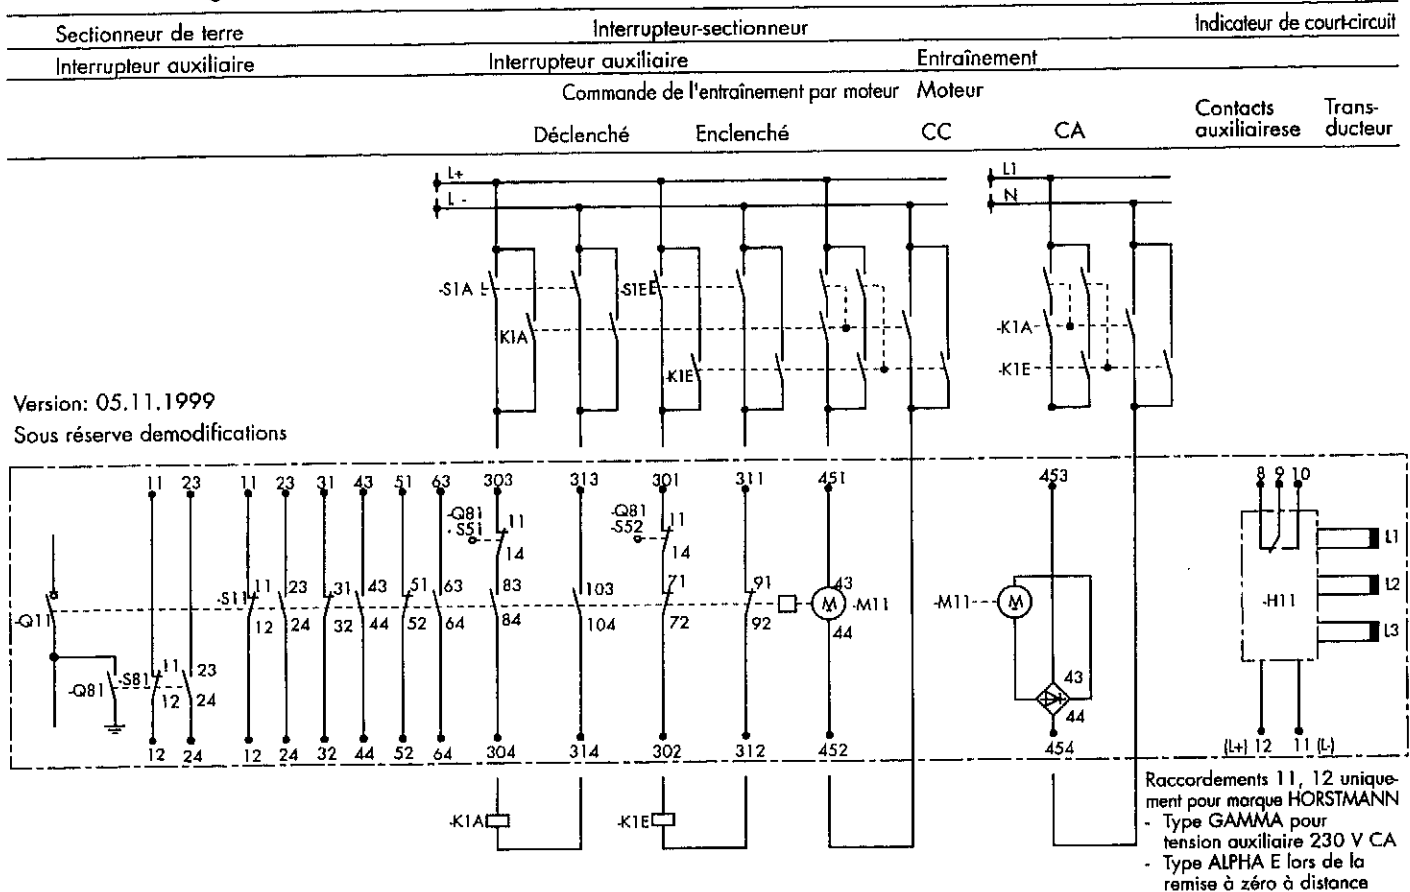 Sectionneur de terre Interrupteur-sectionneur Indicateur de court-circuit
Interrupteur auxiliaire Interrupteur auxiliaire Entraînement
Commande de l'entraînement par moteur Moteur
Contacts auxiliairese Trans-
ducteur
Déclenché Enclenché CC CA
L+ L1
L - N
-S1A -S1E E
K1A -K1A
-K1E -K1E
Version: 05.11.1999
Sous réserve demodifications
11 23 11 23 31 43 51 63 303 313 301 311 451 453 8 9 10
-Q81 11 -Q81 11
-S51 -S52
14 14
L1
-S11 11 23 31 43 51 63 83 103 71 91 43
-M11 -M11 M M -H11 L2
-Q11 12 24 32 44 52 64 84 104 72 92 44
L3
-Q81 -S81 11 23 43
12 24 44
12 24 12 24 32 44 52 64 304 314 302 312 452 454 (L+) 12 11 (L-)
-K1A -K1E
Raccordements 11, 12 unique-
ment pour marque HORSTMANN
- Type GAMMA pour
tension auxiliaire 230 V CA
- Type ALPHA E lors de la
remise à zéro à distance